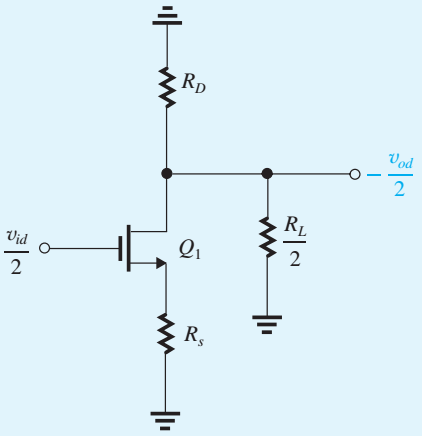 R_D
− v_od/2
v_id/2
Q_1
R_L/2
R_s